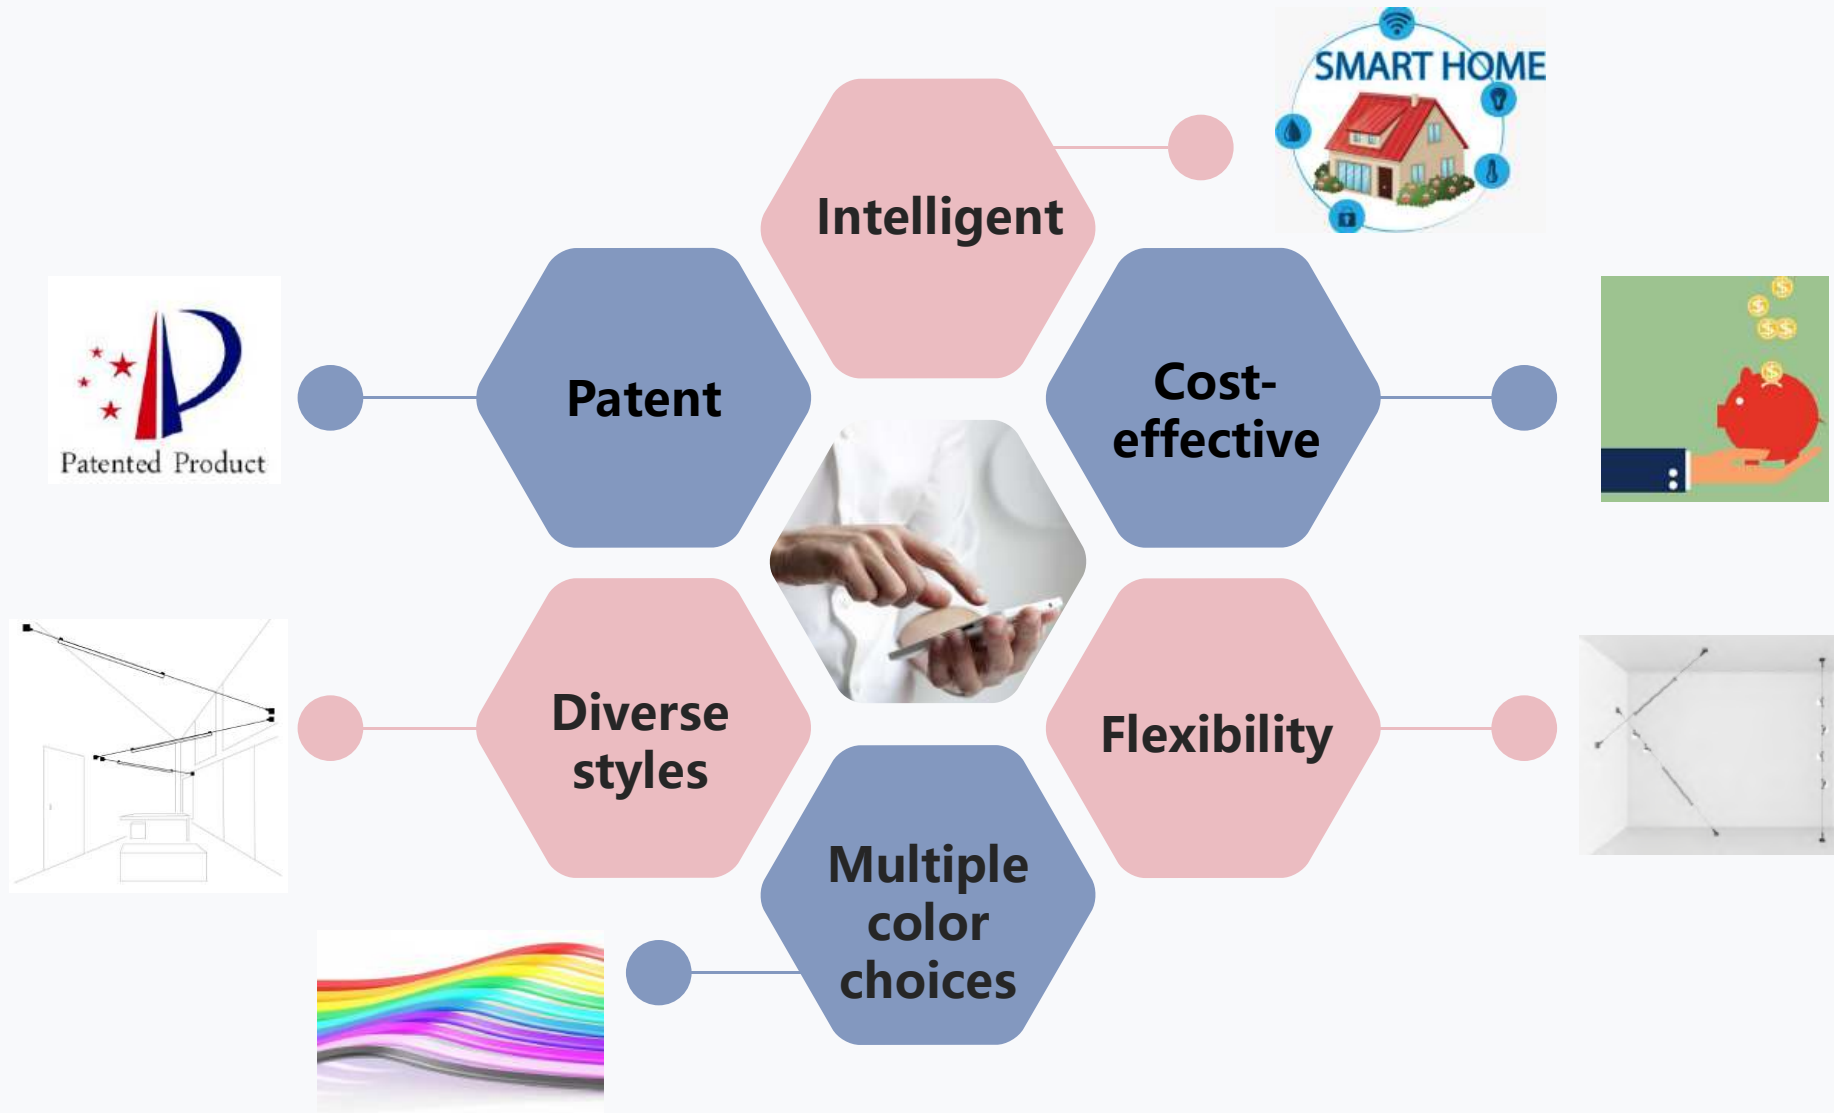 SMART HOME
Intelligent
Patent
Patented Product
Cost-
effective
Diverse
styles
Flexibility
Multiple
color
choices